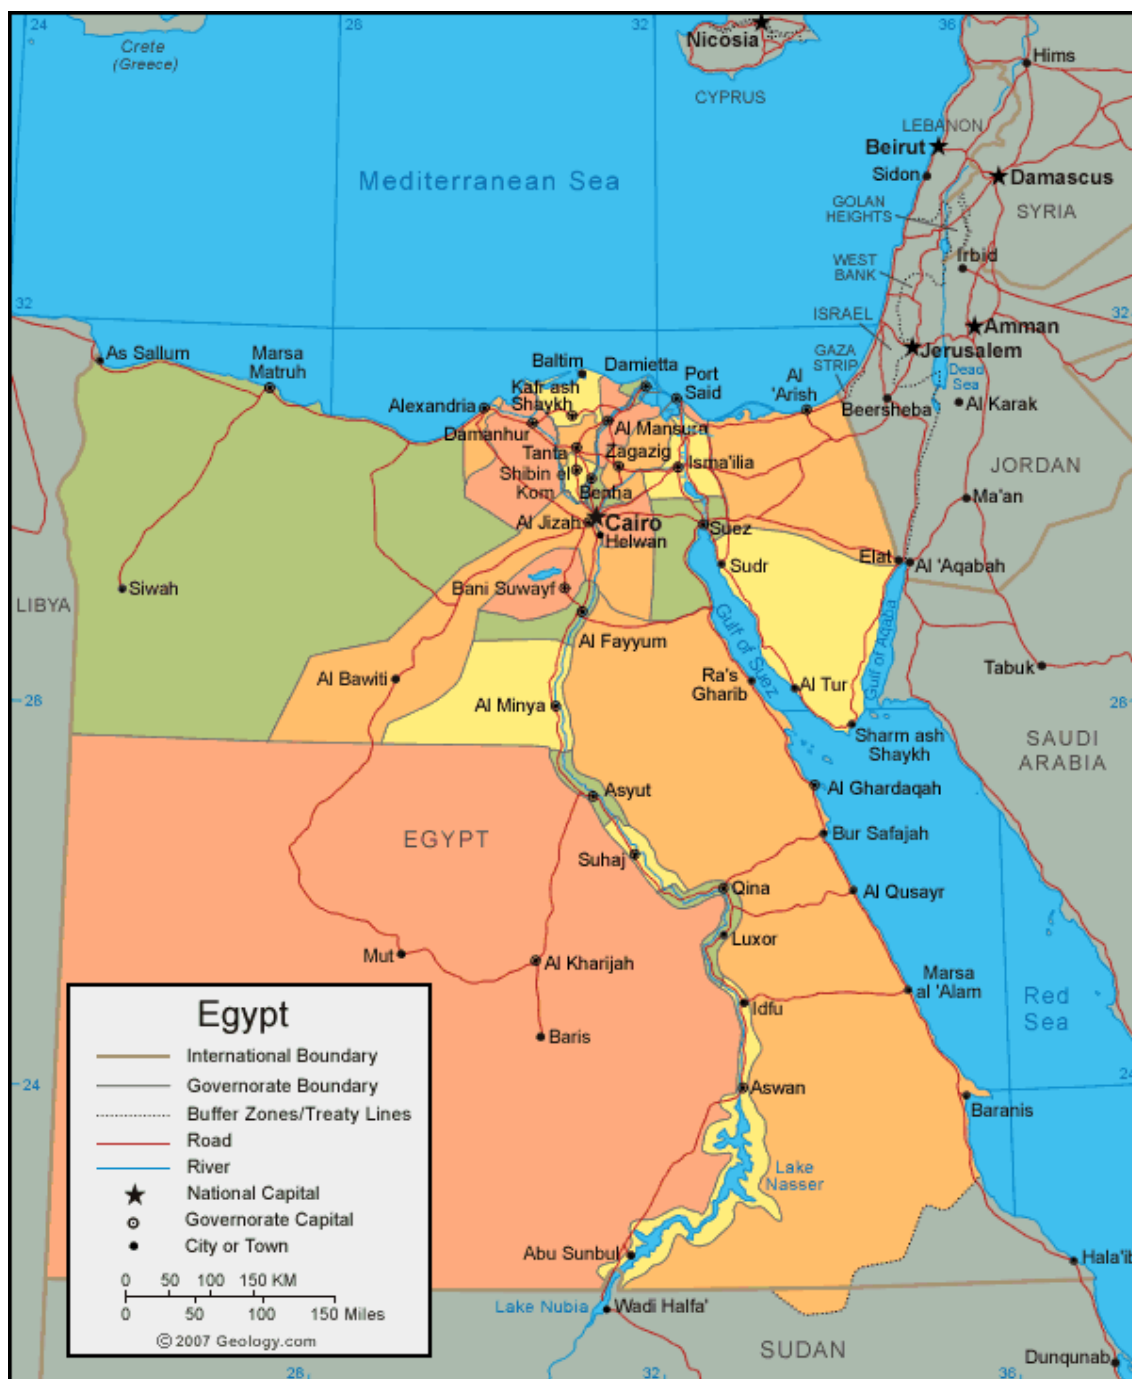 24
28
32
36
Crete
(Greece)
Nicosia
CYPRUS
Hims
LEBANON
Beirut
Sidon
Damascus
Mediterranean Sea
GOLAN
HEIGHTS
SYRIA
WEST
BANK
Irbid
32
32
ISRAEL
Amman
Jerusalem
As Sallum
Marsa
Matruh
Baltim
Damietta
Kafr ash
Shaykh
Port
Said
Al
'Arish
GAZA
STRIP
Dead
Sea
Alexandria
Beersheba
Al Karak
Damanhur
Al Mansura
Tanta
Zagazig
Isma'ilia
Shibin el
Kom
Benha
JORDAN
Ma'an
Al Jizah
Cairo
Helwan
Suez
Sudr
Elat
Al 'Aqabah
LIBYA
Siwah
Bani Suwayf
Al Fayyum
Gulf of Suez
Gulf of Aqaba
Al Bawiti
Ra's
Gharib
Al Tur
Tabuk
28
28
Al Minya
Sharm ash
Shaykh
SAUDI
ARABIA
Asyut
Al Ghardaqah
EGYPT
Bur Safajah
Suhaj
Qina
Al Qusayr
Luxor
Mut
Al Kharijah
Marsa
al 'Alam
Red
Sea
Idfu
Baris
24
24
Aswan
Baranis
Lake
Nasser
Abu Sunbul
Hala'ib
Lake Nubia
Wadi Halfa'
SUDAN
Dunqunab
28
32
36
Egypt
International Boundary
Governorate Boundary
Buffer Zones/Treaty Lines
Road
River
National Capital
Governorate Capital
City or Town
0 50 100 150 KM
0 50 100 150 Miles
© 2007 Geology.com